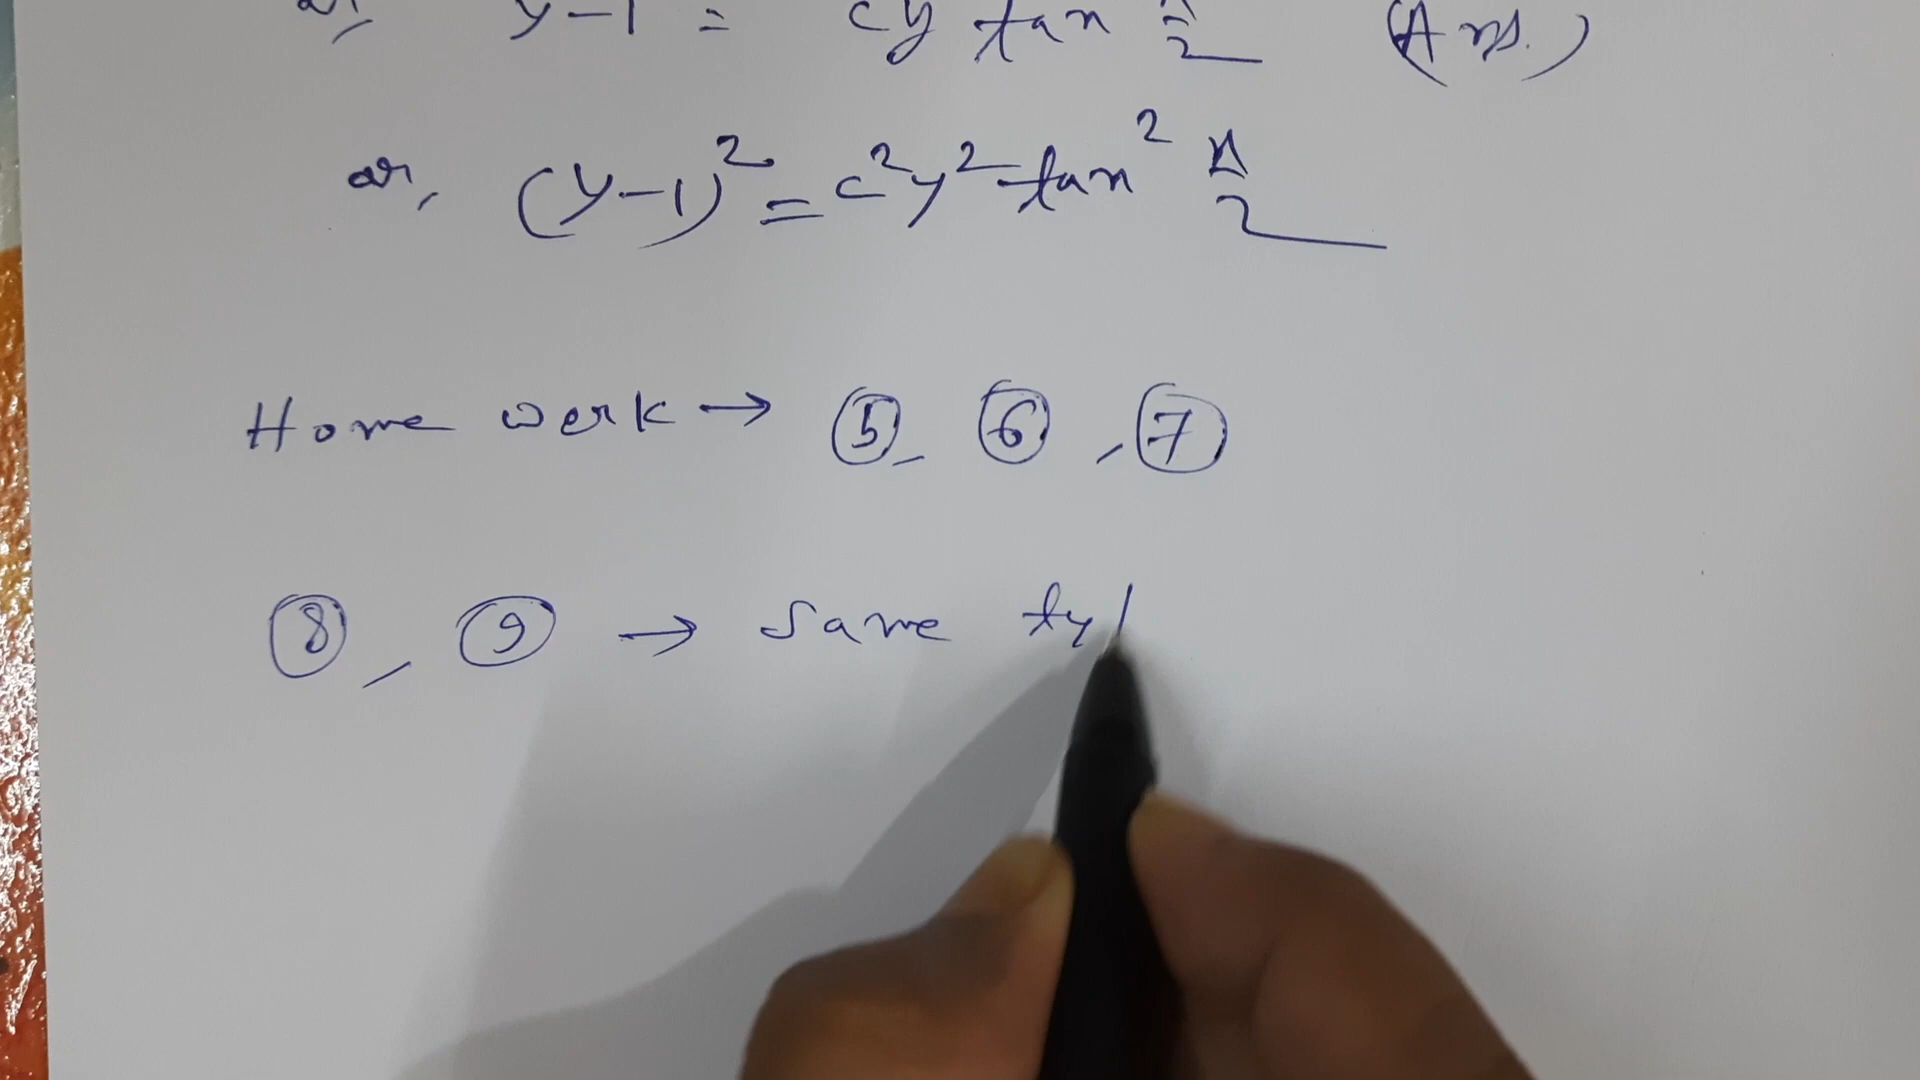 or, y-1 = cy tan x/2 (Ans.)
or, (y-1)² = c²y² tan² x/2
Home work → ⑤, ⑥, ⑦
⑧, ⑨ → Same typ